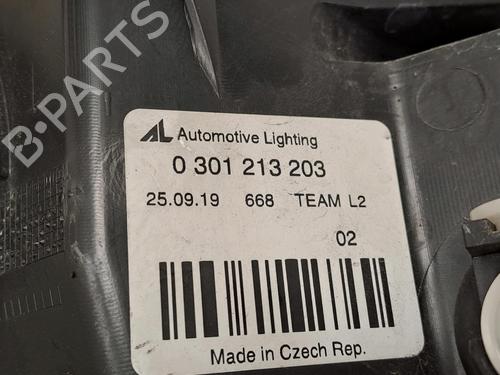 B-PARTS
AL Automotive Lighting
0 301 213 203
25.09.19 668 TEAM L2
02
Made in Czech Rep.